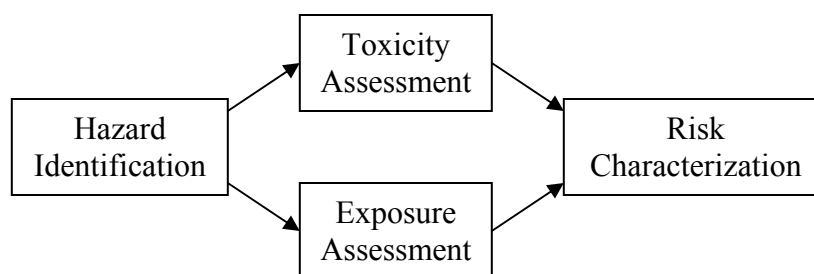 Toxicity
Assessment
Hazard
Identification
Risk
Characterization
Exposure
Assessment